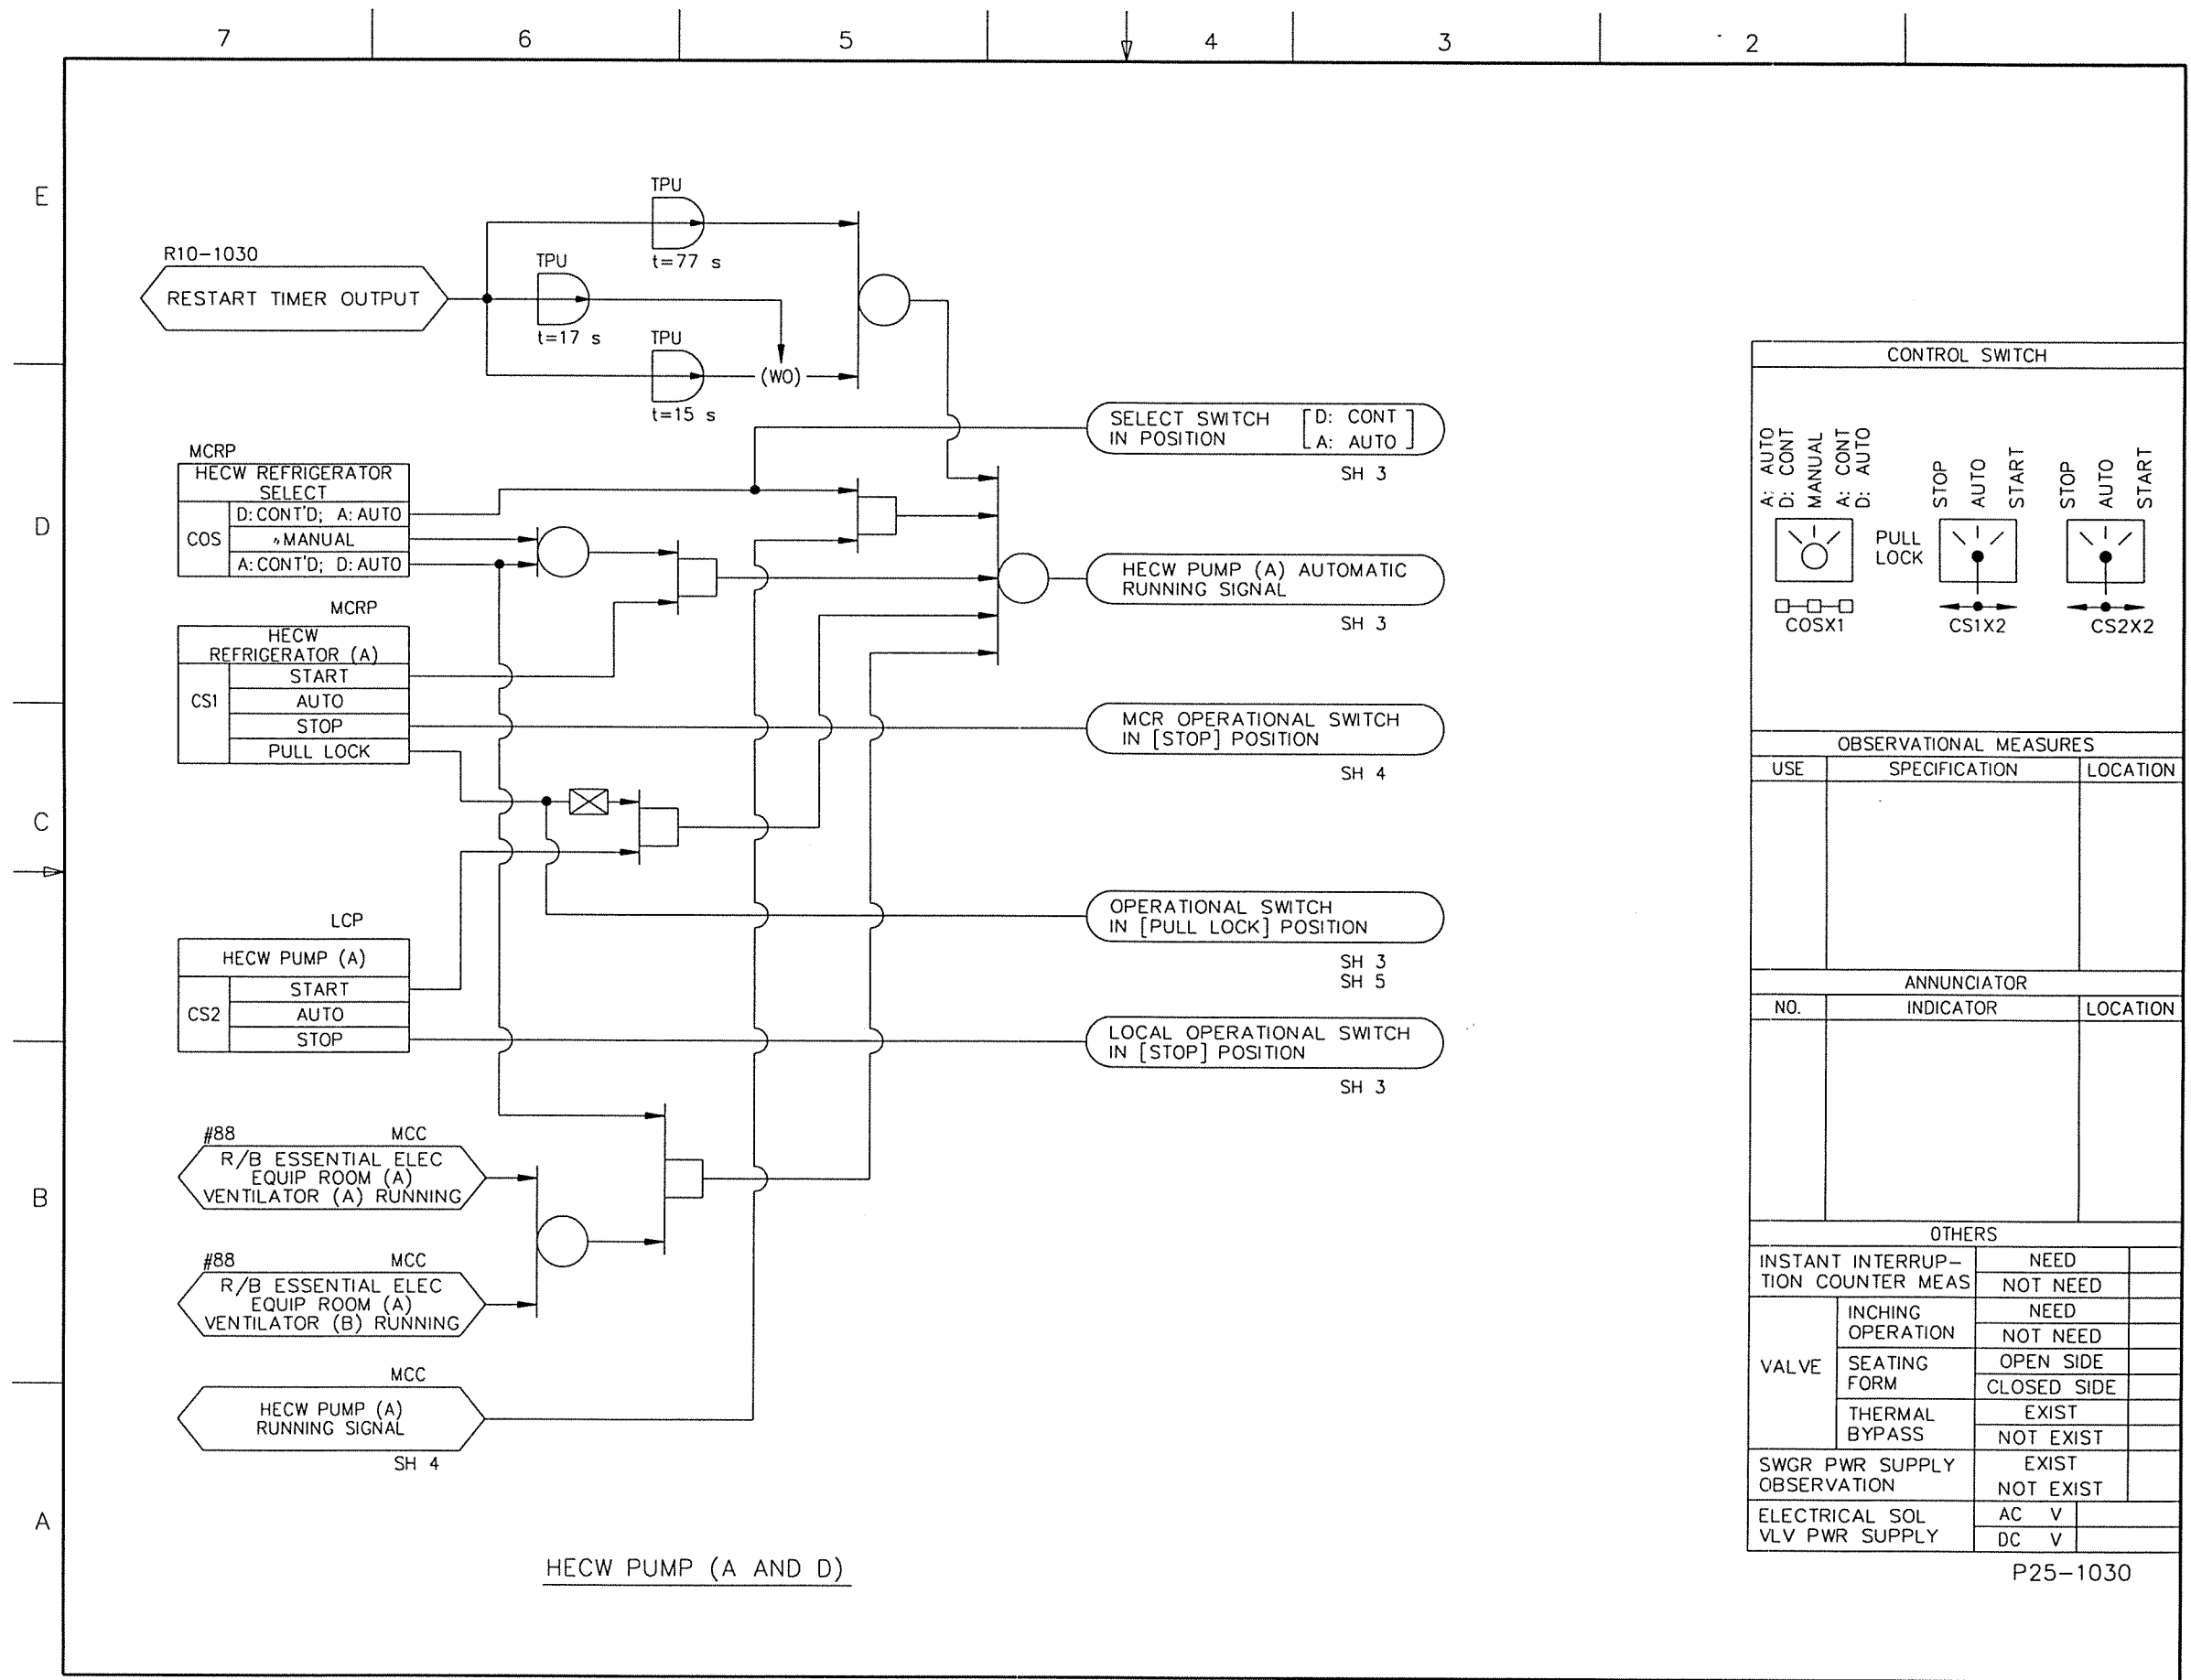 7 6 5 4 3 2
E
D
C
B
A
R10-1030
RESTART TIMER OUTPUT
TPU
t=77 s
TPU
t=17 s
TPU
t=15 s
(WO)
MCRP
HECW REFRIGERATOR
SELECT
COS
D:CONT'D; A:AUTO
〃MANUAL
A:CONT'D; D:AUTO
MCRP
HECW
REFRIGERATOR (A)
CS1
START
AUTO
STOP
PULL LOCK
LCP
HECW PUMP (A)
CS2
START
AUTO
STOP
#88 MCC
R/B ESSENTIAL ELEC
EQUIP ROOM (A)
VENTILATOR (A) RUNNING
#88 MCC
R/B ESSENTIAL ELEC
EQUIP ROOM (A)
VENTILATOR (B) RUNNING
MCC
HECW PUMP (A)
RUNNING SIGNAL
SH 4
SELECT SWITCH [D: CONT]
IN POSITION [A: AUTO]
SH 3
HECW PUMP (A) AUTOMATIC
RUNNING SIGNAL
SH 3
MCR OPERATIONAL SWITCH
IN [STOP] POSITION
SH 4
OPERATIONAL SWITCH
IN [PULL LOCK] POSITION
SH 3
SH 5
LOCAL OPERATIONAL SWITCH
IN [STOP] POSITION
SH 3
HECW PUMP (A AND D)
CONTROL SWITCH
A: AUTO
D: CONT
MANUAL
A: CONT
D: AUTO
STOP
AUTO
START
STOP
AUTO
START
PULL
LOCK
COSX1
CS1X2
CS2X2
OBSERVATIONAL MEASURES
USE SPECIFICATION LOCATION
ANNUNCIATOR
NO. INDICATOR LOCATION
OTHERS
INSTANT INTERRUP-
TION COUNTER MEAS
NEED
NOT NEED
VALVE
INCHING
OPERATION
NEED
NOT NEED
SEATING
FORM
OPEN SIDE
CLOSED SIDE
THERMAL
BYPASS
EXIST
NOT EXIST
SWGR PWR SUPPLY
OBSERVATION
EXIST
NOT EXIST
ELECTRICAL SOL
VLV PWR SUPPLY
AC V
DC V
P25-1030